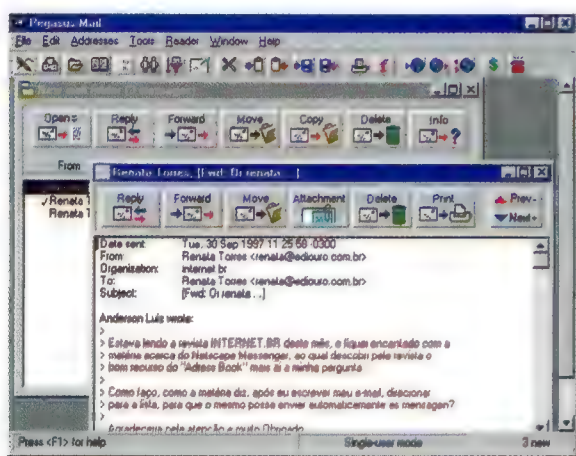 Pegasus Mail
File Edit Addresses Tools Reader Window Help
Open Reply Forward Move Copy Delete Info
From
Renata Torres, [Fwd: Oi renata ...]
✓Renata T
Renata T
Reply Forward Move Attachment Delete Print Prev Next
Date sent: Tue, 30 Sep 1997 11:25:56 -0300
From: Renata Torres <renata@ediouro.com.br>
Organization: internet.br
To: Renata Torres <renata@ediouro.com.br>
Subject: [Fwd: Oi renata ...]
Anderson Luis wrote:
>
> Estava lendo a revista INTERNET.BR deste mês, e fiquei encantado com a
> matéria acerca do Netscape Messenger, ao qual descobri pela revista o
> bom recurso do "Adress Book" mais ai a minha pergunta
>
> Como faço, como a matéria diz, após eu escrever meu e-mail, direcionar
> para a lista, para que o mesmo possa enviar automaticamente as mensagen?
>
Agradecerua pela atenção e muito Obrigado
Press <F1> for help Single-user mode 3 new